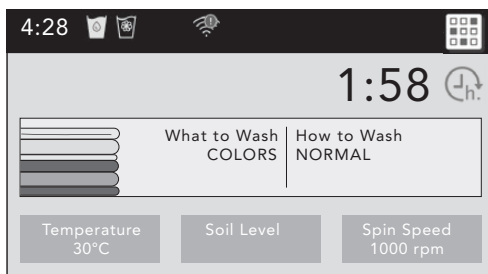 4:28
1:58 h.
What to Wash How to Wash
COLORS NORMAL
Temperature Soil Level Spin Speed
30°C 1000 rpm